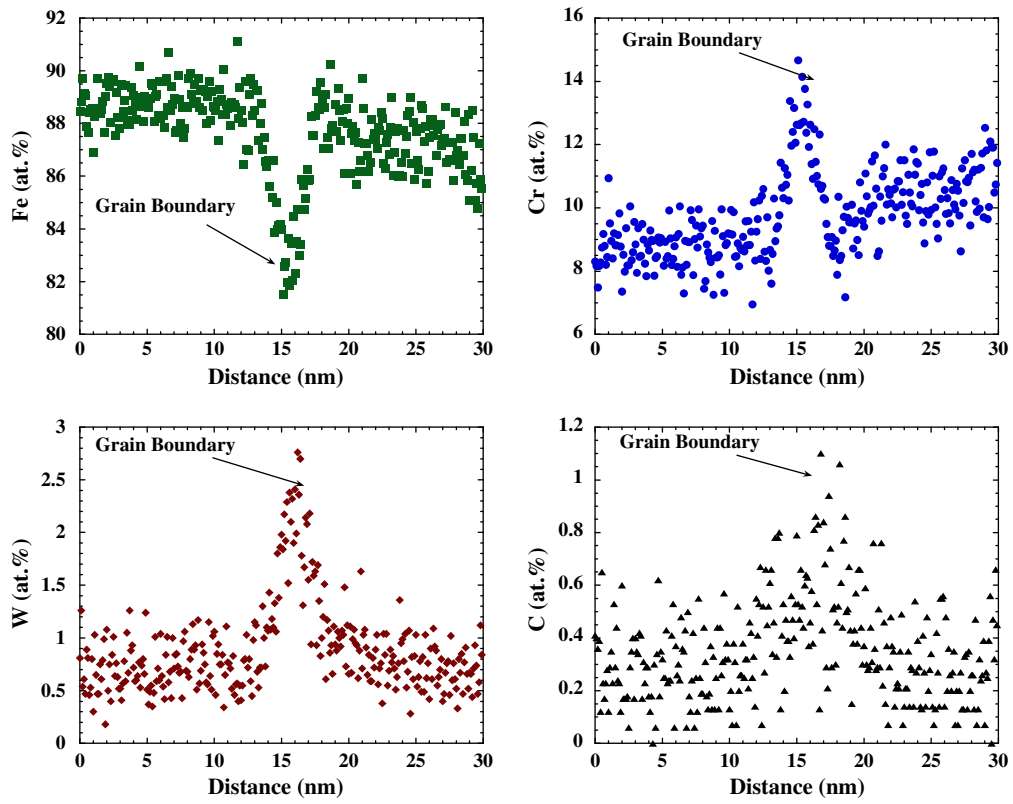 92
90
88
86
84
82
80
Fe (at.%)
Grain Boundary
0 5 10 15 20 25 30
Distance (nm)
16
14
12
10
8
6
Cr (at.%)
Grain Boundary
0 5 10 15 20 25 30
Distance (nm)
3
2.5
2
1.5
1
0.5
0
W (at.%)
Grain Boundary
0 5 10 15 20 25 30
Distance (nm)
1.2
1
0.8
0.6
0.4
0.2
0
C (at.%)
Grain Boundary
0 5 10 15 20 25 30
Distance (nm)